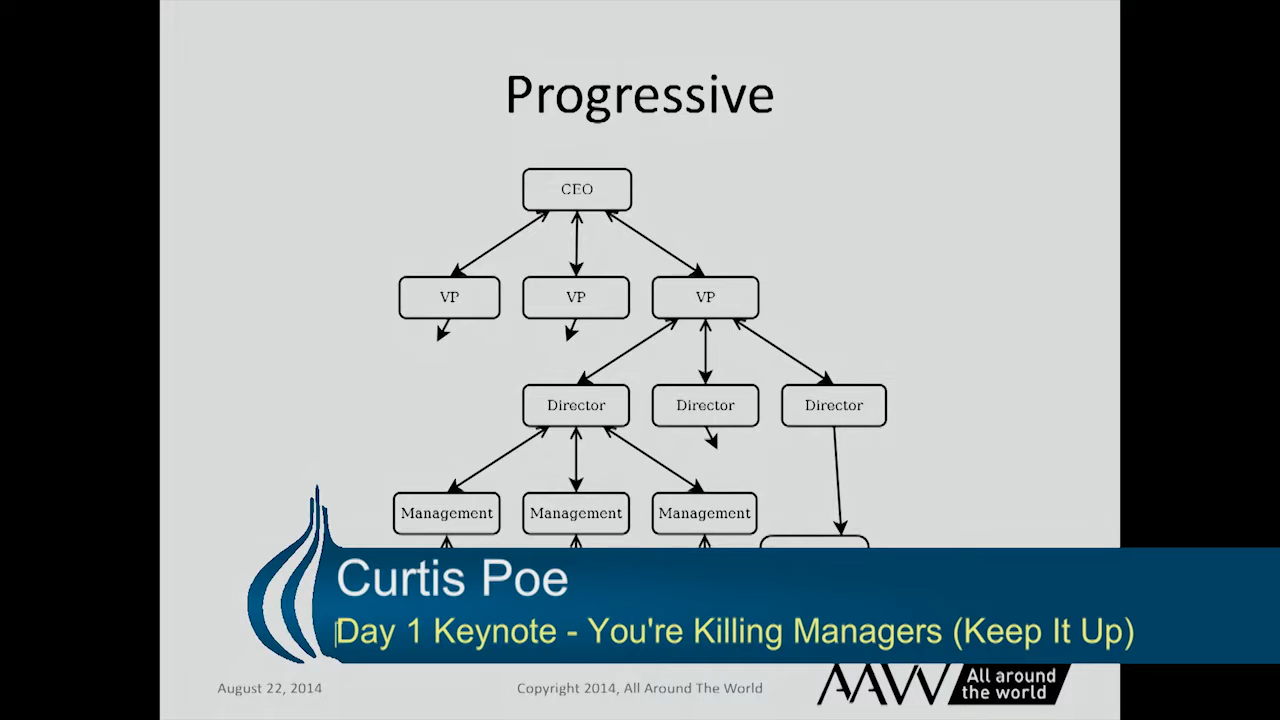 Progressive
CEO
VP VP VP
Director Director Director
Management Management Management
Curtis Poe
Day 1 Keynote - You're Killing Managers (Keep It Up)
August 22, 2014
Copyright 2014, All Around The World
AAW All around
the world